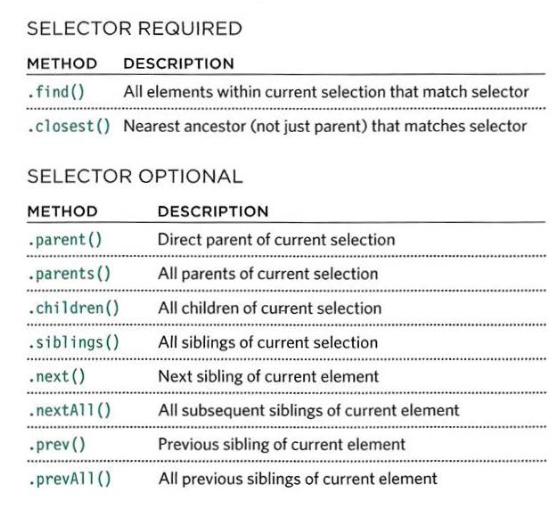 SELECTOR REQUIRED
METHOD DESCRIPTION
.find() All elements within current selection that match selector
.closest() Nearest ancestor (not just parent) that matches selector
SELECTOR OPTIONAL
METHOD DESCRIPTION
.parent() Direct parent of current selection
.parents() All parents of current selection
.children() All children of current selection
.siblings() All siblings of current selection
.next() Next sibling of current element
.nextAll() All subsequent siblings of current element
.prev() Previous sibling of current element
.prevAll() All previous siblings of current element